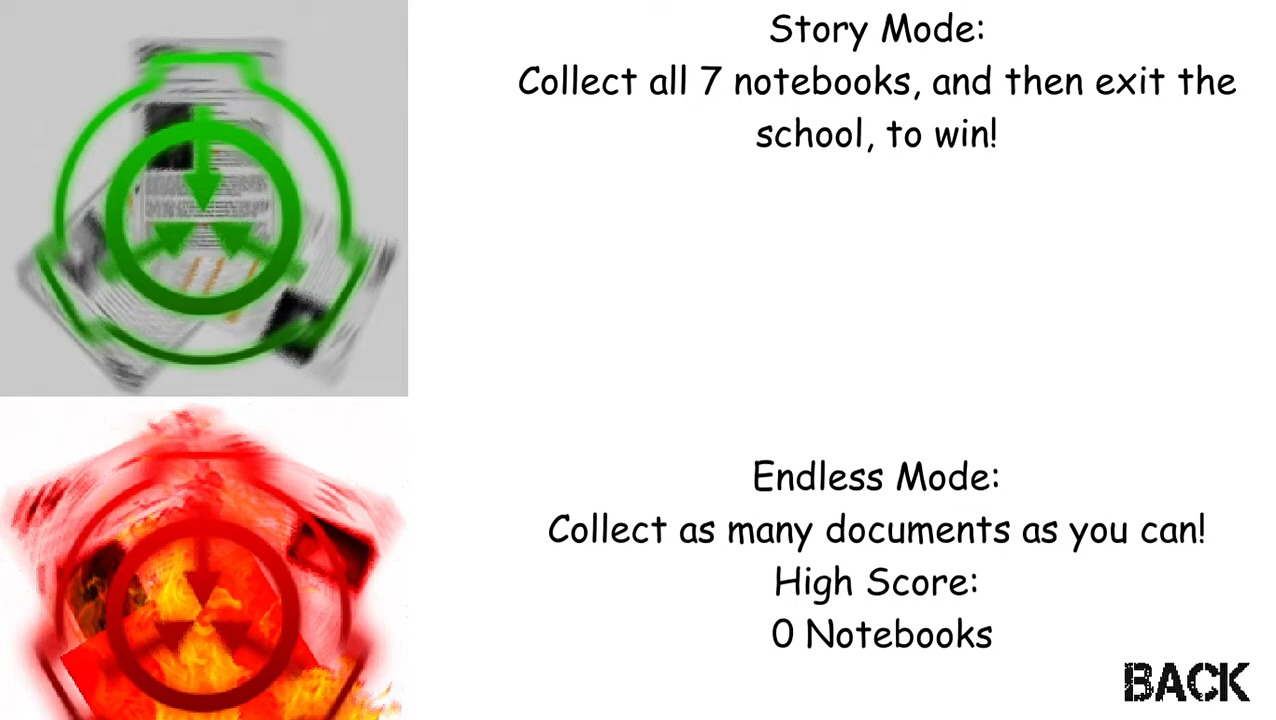 Story Mode:
Collect all 7 notebooks, and then exit the
school, to win!
Endless Mode:
Collect as many documents as you can!
High Score:
0 Notebooks
BACK